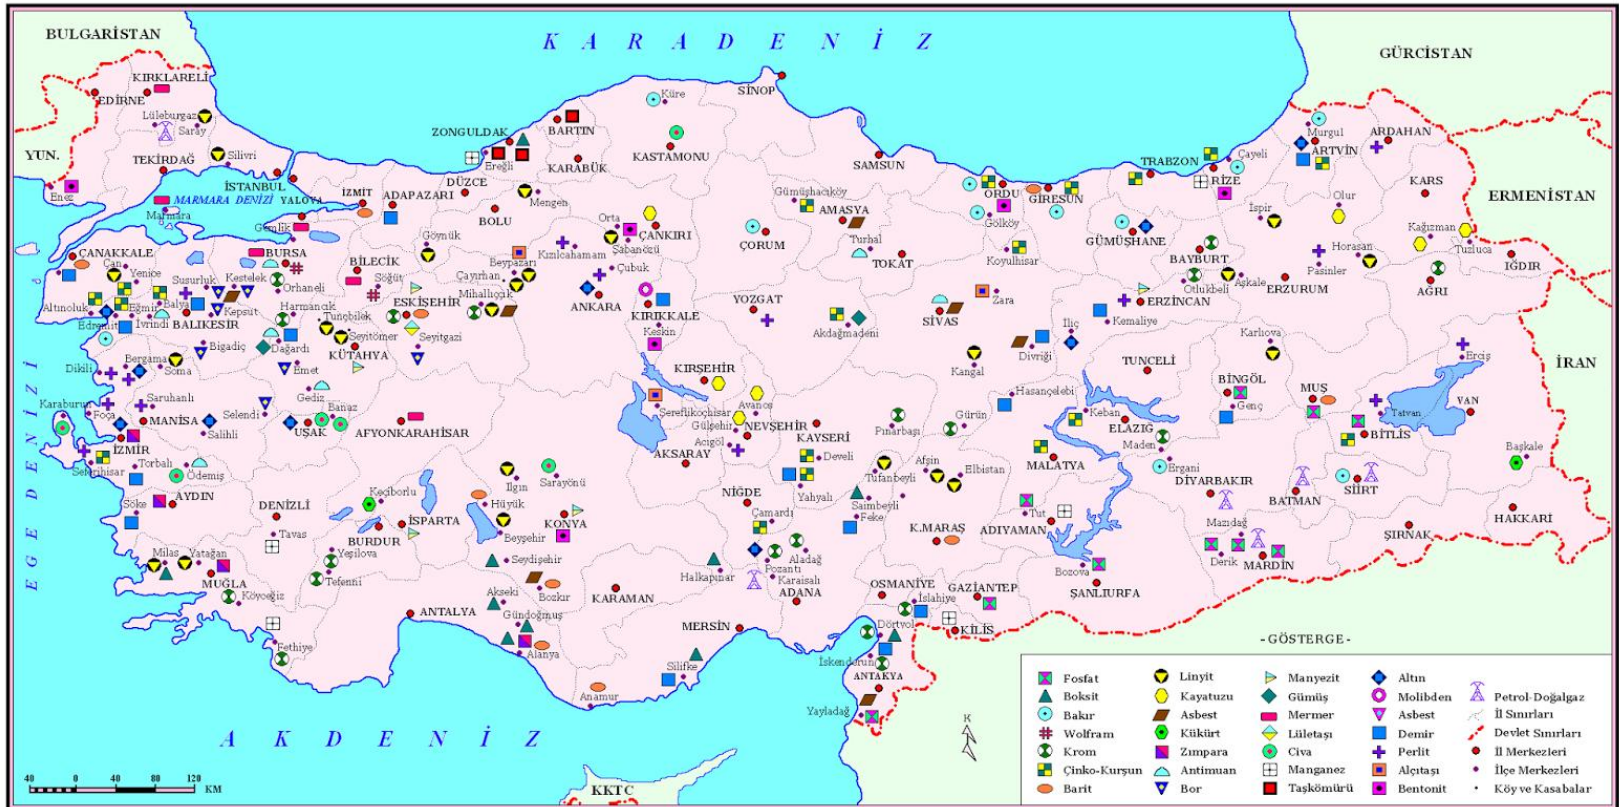 BULGARİSTAN
K A R A D E N İ Z
GÜRCİSTAN
KIRKLARELİ
EDİRNE
Lüleburgaz
Saray
YUN.
TEKİRDAĞ
Silivri
İSTANBUL
Enez
MARMARA DENİZİ
Marmara
YALOVA
İZMİT
ADAPAZARI
DÜZCE
BOLU
ZONGULDAK
Ereğli
BARTIN
KARABÜK
Mengen
Küre
KASTAMONU
SİNOP
SAMSUN
Gümüşhacıköy
AMASYA
ORDU
GİRESUN
Gölköy
TRABZON
Çayeli
RİZE
Murgul
ARTVİN
ARDAHAN
KARS
ERMENİSTAN
Gemlik
ÇANAKKALE
Çan
Yenice
BURSA
BİLECİK
Göynük
Orta
ÇANKIRI
Şabanözü
Kızılcahamam
Beypazarı
Çayırhan
Çubuk
ÇORUM
Turhal
TOKAT
Koyulhisar
GÜMÜŞHANE
BAYBURT
İspir
Olur
Horasan
Pasinler
Kağızman
Tuzluca
IĞDIR
Susurluk
Kestelek
Orhaneli
Söğüt
Mihalıççık
ESKİŞEHİR
ANKARA
KIRIKKALE
Keskin
YOZGAT
Akdağmadeni
SİVAS
Zara
Divriği
İliç
Kemaliye
ERZİNCAN
Otlukbeli
Aşkale
ERZURUM
AĞRI
Altınoluk
Eğmir
Balya
Edremit
İvrindi
BALIKESİR
Kepsüt
Harmancık
Tunçbilek
Seyitömer
Seyitgazi
Bigadiç
Dağardı
KÜTAHYA
Kangal
TUNCELİ
Karlıova
Erciş
İRAN
Bergama
Soma
Dikili
Emet
Gediz
KIRŞEHİR
Hasançelebi
BİNGÖL
Genç
MUŞ
VAN
Karaburun
Foça
Saruhanlı
MANİSA
Selendi
Salihli
UŞAK
Banaz
AFYONKARAHİSAR
Şereflikoçhisar
Avanos
Gülşehir
NEVŞEHİR
Acıgöl
KAYSERİ
Pınarbaşı
Gürün
Keban
ELAZIG
Maden
Tatvan
BİTLİS
İZMİR
Seferihisar
Torbalı
Ödemiş
AKSARAY
Develi
Yahyalı
Tufanbeyli
Afşin
Elbistan
MALATYA
Ergani
DİYARBAKIR
BATMAN
SİİRT
Başkale
HAKKARİ
EGE DENİZİ
Söke
AYDIN
DENİZLİ
Keçiborlu
Ilgın
Sarayönü
Hüyük
KONYA
NİĞDE
Çamardı
Saimbeyli
Feke
Tut
ADIYAMAN
Mazıdağ
ŞIRNAK
Tavas
BURDUR
ISPARTA
Beyşehir
K.MARAŞ
Derik
MARDİN
Milas
Yatağan
Yeşilova
Tefenni
Seydişehir
Halkapınar
Aladağ
Pozantı
Karaisalı
Bozova
ŞANLIURFA
MUĞLA
Köyceğiz
Akseki
Bozkır
KARAMAN
ADANA
OSMANİYE
GAZİANTEP
İslahiye
ANTALYA
Gündoğmuş
MERSİN
Dörtyol
KİLİS
Fethiye
Alanya
Silifke
İskenderun
ANTAKYA
Anamur
Yayladağ
A K D E N İ Z
KKTC
K
40 0 40 80 120
KM
- GÖSTERGE -
Fosfat
Boksit
Bakır
Wolfram
Krom
Çinko-Kurşun
Barit
Linyit
Kayatuzu
Asbest
Kükürt
Zımpara
Antimuan
Bor
Manyezit
Gümüş
Mermer
Lületaşı
Civa
Manganez
Taşkömürü
Altın
Molibden
Asbest
Demir
Perlit
Alçıtaşı
Bentonit
Petrol-Doğalgaz
İl Sınırları
Devlet Sınırları
İl Merkezleri
İlçe Merkezleri
Köy ve Kasabalar